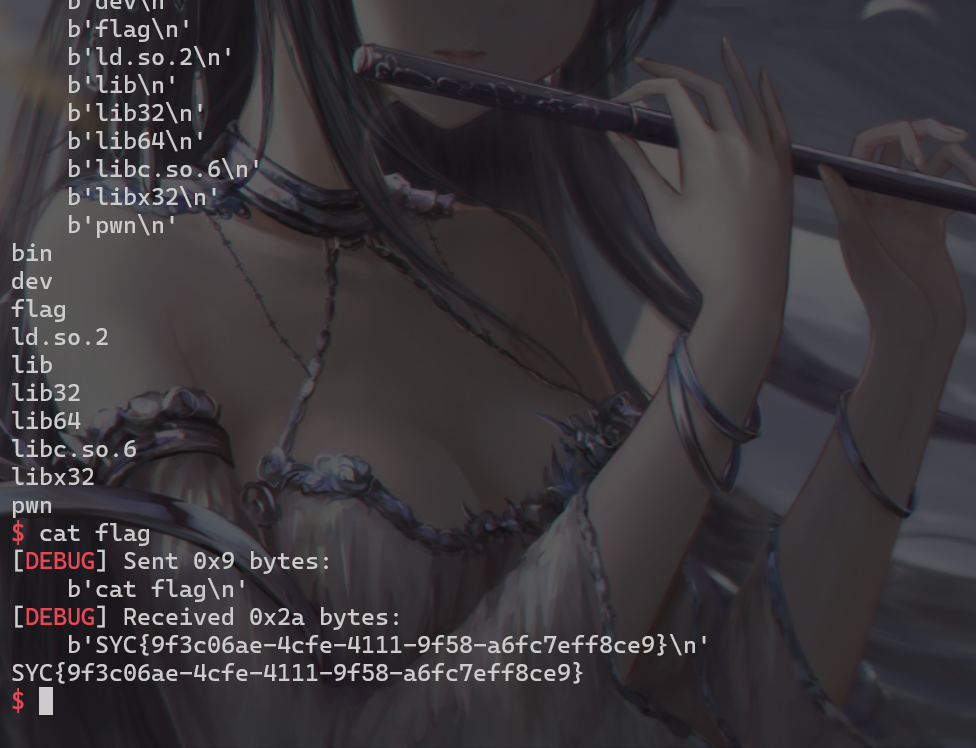 b'dev\n'
b'flag\n'
b'ld.so.2\n'
b'lib\n'
b'lib32\n'
b'lib64\n'
b'libc.so.6\n'
b'libx32\n'
b'pwn\n'
bin
dev
flag
ld.so.2
lib
lib32
lib64
libc.so.6
libx32
pwn
$ cat flag
[DEBUG] Sent 0x9 bytes:
b'cat flag\n'
[DEBUG] Received 0x2a bytes:
b'SYC{9f3c06ae-4cfe-4111-9f58-a6fc7eff8ce9}\n'
SYC{9f3c06ae-4cfe-4111-9f58-a6fc7eff8ce9}
$